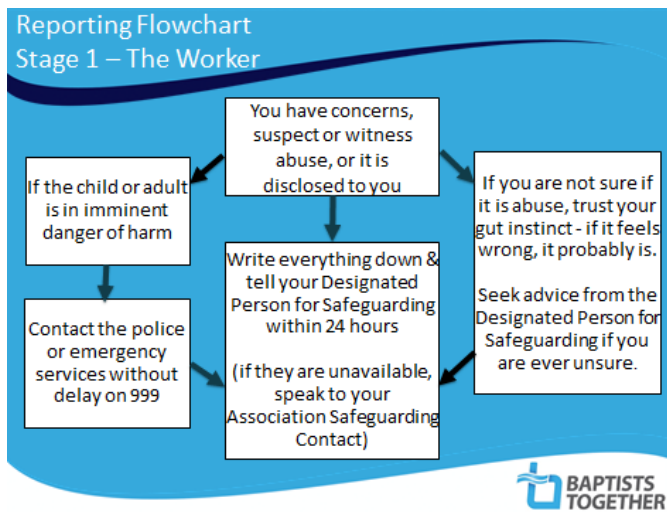 Reporting Flowchart
Stage 1 – The Worker
You have concerns,
suspect or witness
abuse, or it is
disclosed to you
If the child or adult
is in imminent
danger of harm
If you are not sure if
it is abuse, trust your
gut instinct - if it feels
wrong, it probably is.
Seek advice from the
Designated Person for
Safeguarding if you
are ever unsure.
Contact the police
or emergency
services without
delay on 999
Write everything down &
tell your Designated
Person for Safeguarding
within 24 hours
(if they are unavailable,
speak to your
Association Safeguarding
Contact)
BAPTISTS
TOGETHER